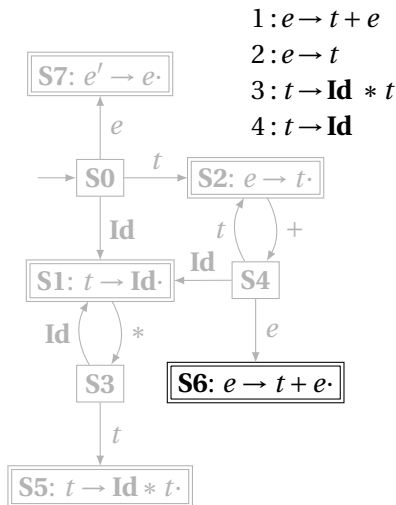 1 : e → t + e
2 : e → t
3 : t → Id * t
4 : t → Id
S7: e′ → e·
e
S0
t
S2: e → t·
Id
t
+
S1: t → Id·
Id
S4
Id
*
e
S3
S6: e → t + e·
t
S5: t → Id * t·